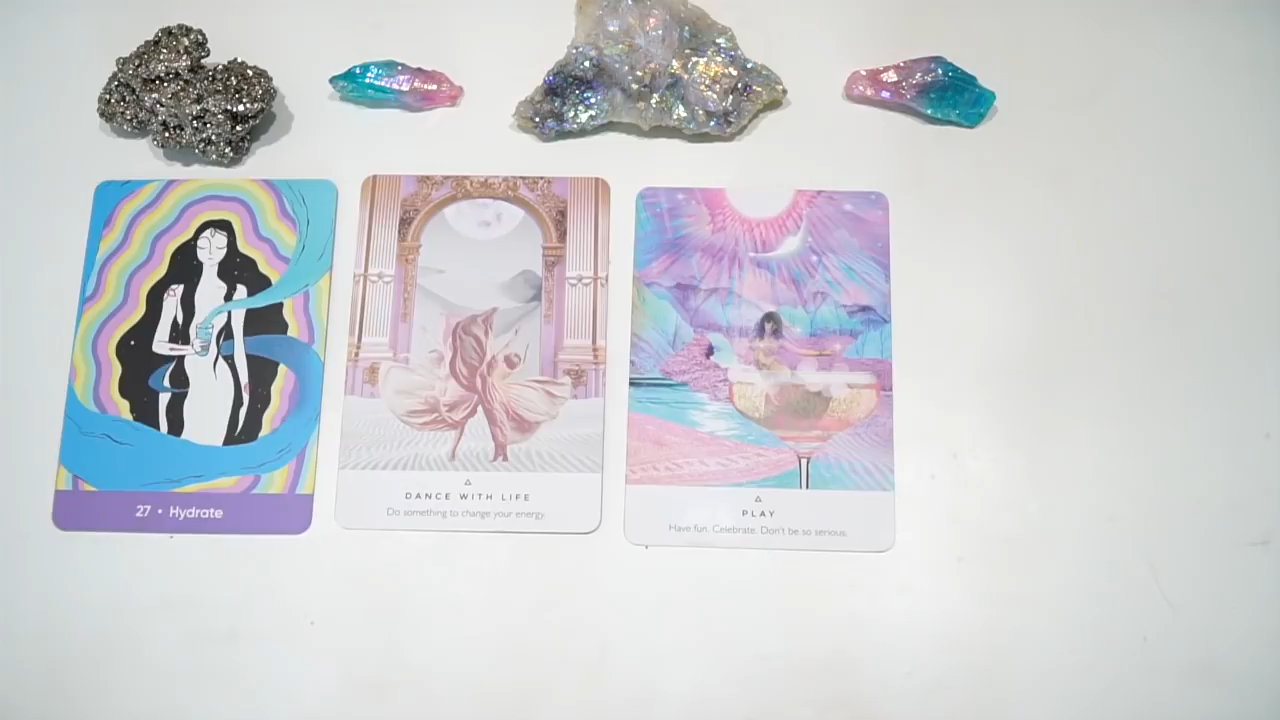 27 • Hydrate
DANCE WITH LIFE
Do something to change your energy.
PLAY
Have fun. Celebrate. Don't be so serious.